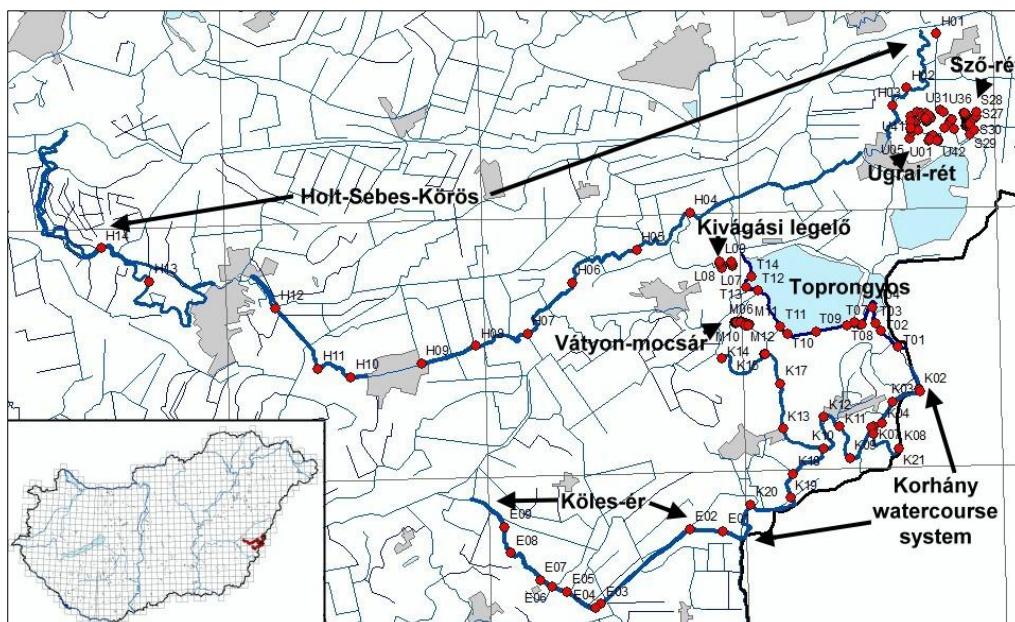 H01
Sző-rét
H02
H03
U31
U36
S28
S27
U41
S30
S29
U05
U01
U42
Ugrai-rét
Holt-Sebes-Körös
H04
Kivágási legelő
H14
H05
L09
H13
H06
L08
L07
T14
T12
T13
Toprongyos
H12
M06
M11
T11
T07
T03
T02
H07
Vátyon-mocsár
M10
M12
T10
T09
T08
T01
H08
K14
H09
K15
K17
K02
H11
H10
K03
K12
K04
K13
K11
K07
K08
K10
K09
K21
K18
Korhány
watercourse
system
K19
Köles-ér
K20
E09
E02
E08
E07
E05
E06
E04
E03